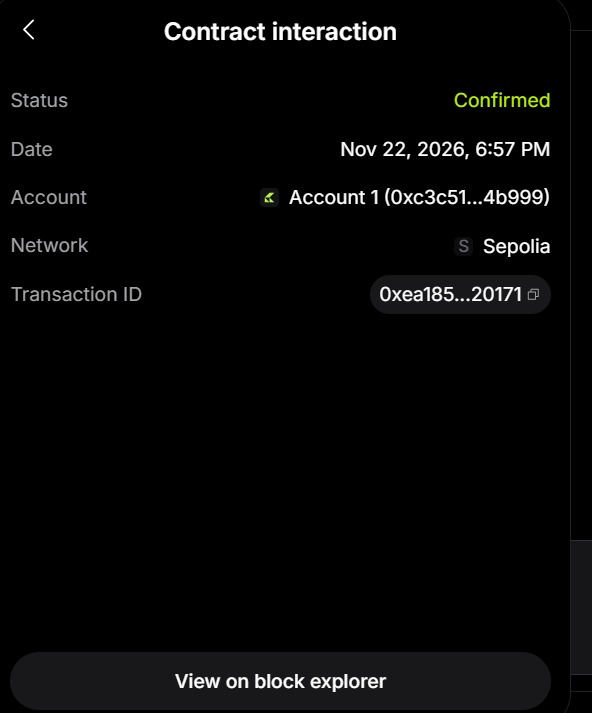 Contract interaction
Status Confirmed
Date Nov 22, 2026, 6:57 PM
Account Account 1 (0xc3c51...4b999)
Network S Sepolia
Transaction ID 0xea185...20171
View on block explorer